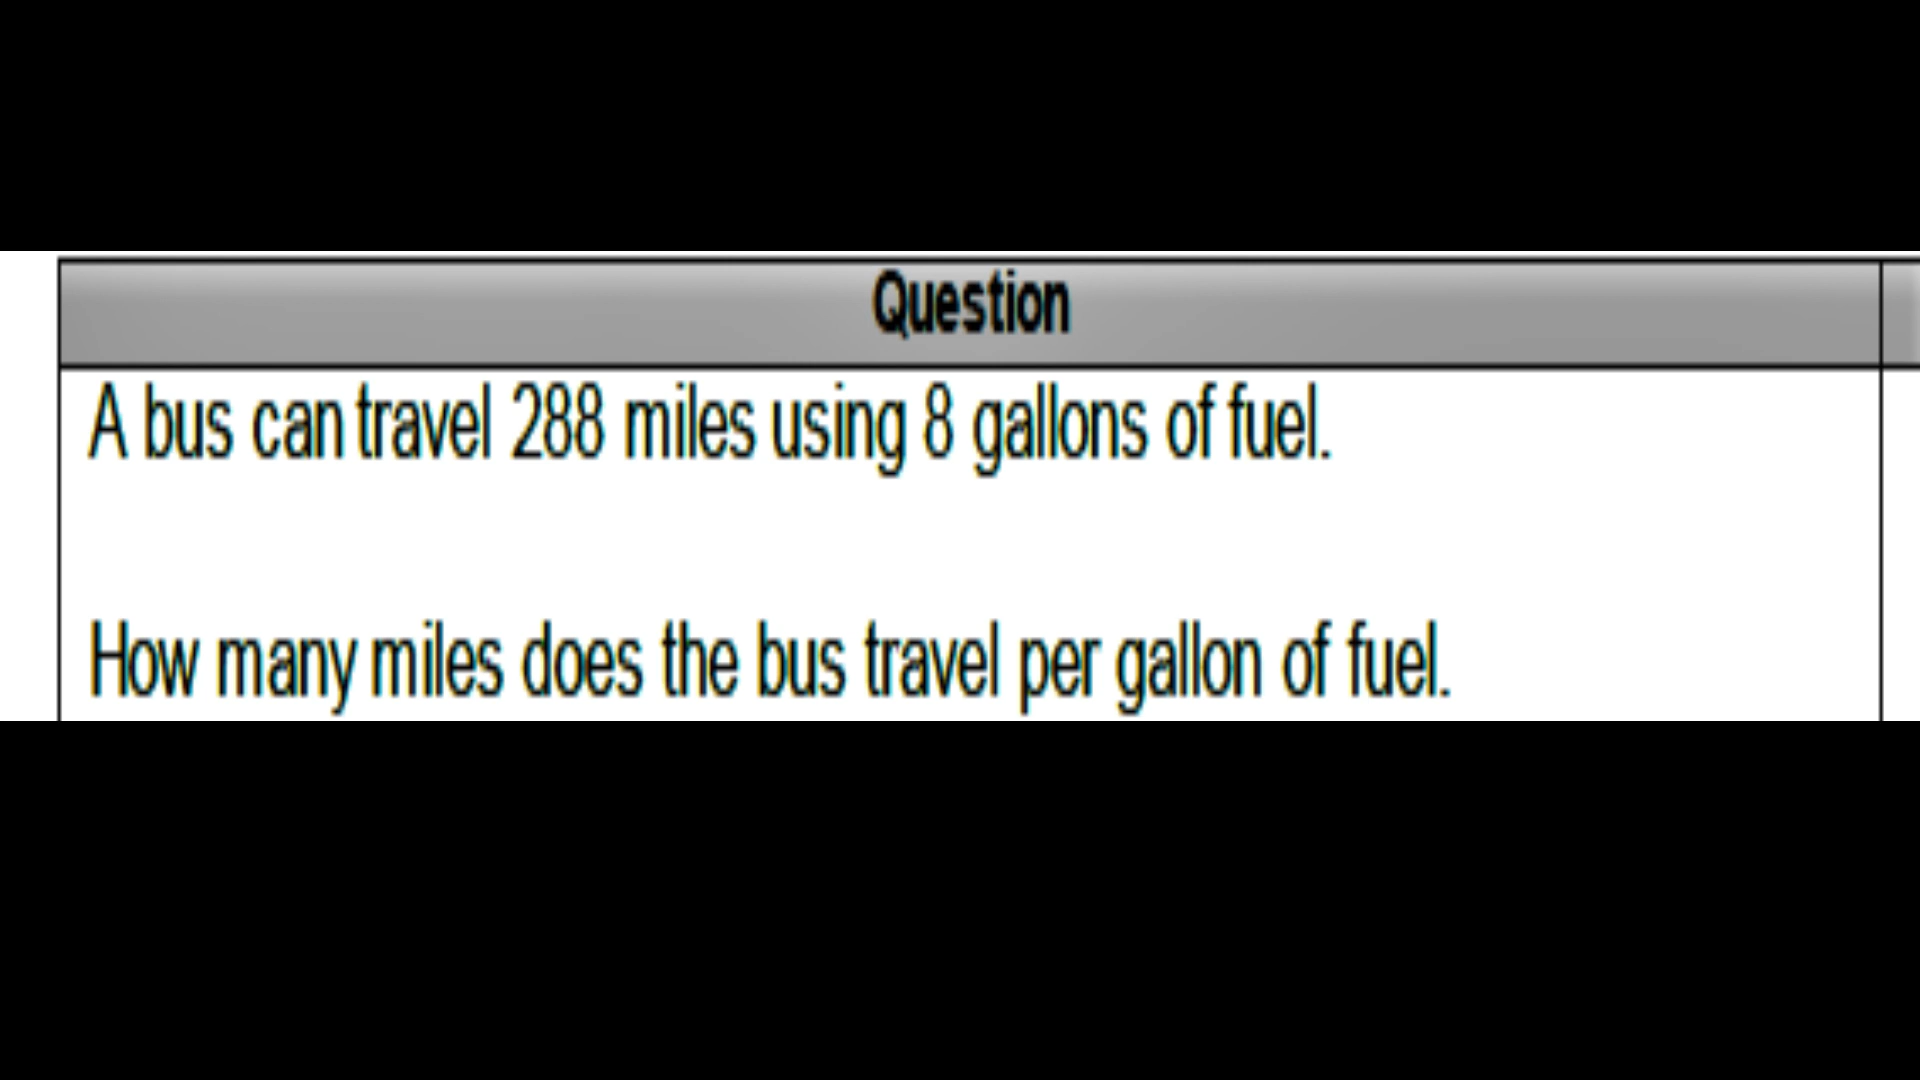 Question
A bus can travel 288 miles using 8 gallons of fuel.
How many miles does the bus travel per gallon of fuel.